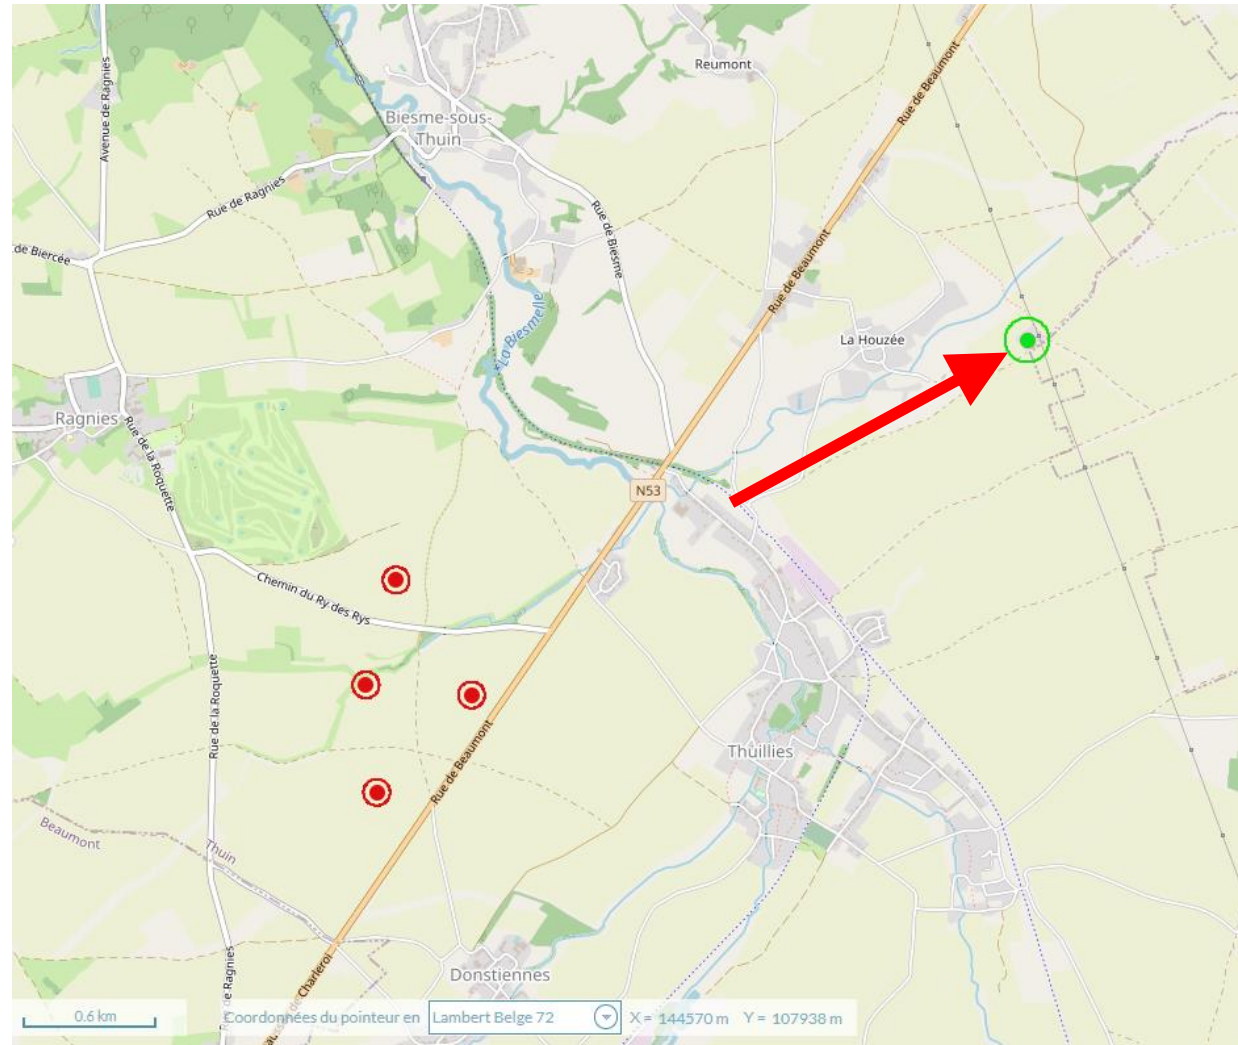 Reumont
Rue de Beaumont
Avenue de Ragnies
Biesme-sous-
Thuin
Rue de Ragnies
Rue de Biesme
de Biercée
Rue de Beaumont
La Biesmelle
La Houzée
Ragnies
Rue de la Roquette
N53
Chemin du Ry des Rys
Rue de la Roquette
Rue de Beaumont
Thuillies
Beaumont
Thuin
Donstiennes
e Ragnies
de Charleroi
0.6 km
Coordonnées du pointeur en
Lambert Belge 72
X = 144570 m Y = 107938 m